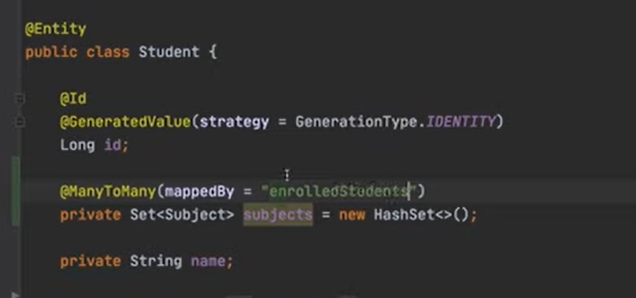 @Entity
public class Student {
@Id
@GeneratedValue(strategy = GenerationType.IDENTITY)
Long id;
@ManyToMany(mappedBy = "enrolledStudents")
private Set<Subject> subjects = new HashSet<>();
private String name;